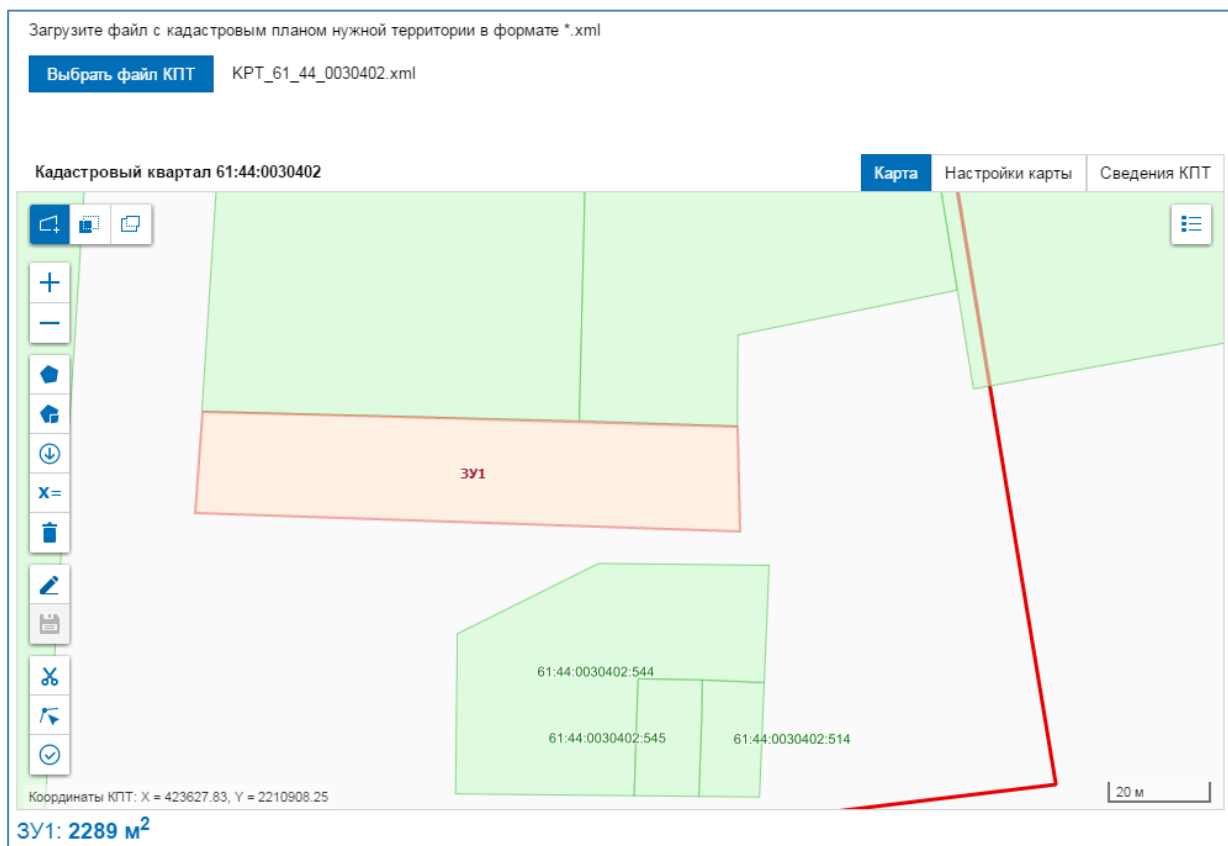 Загрузите файл с кадастровым планом нужной территории в формате *.xml
Выбрать файл КПТ KPT_61_44_0030402.xml
Кадастровый квартал 61:44:0030402 Карта Настройки карты Сведения КПТ
ЗУ1
X=
61:44:0030402:544
61:44:0030402:545 61:44:0030402:514
Координаты КПТ: X = 423627.83, Y = 2210908.25 20 м
ЗУ1: 2289 м²